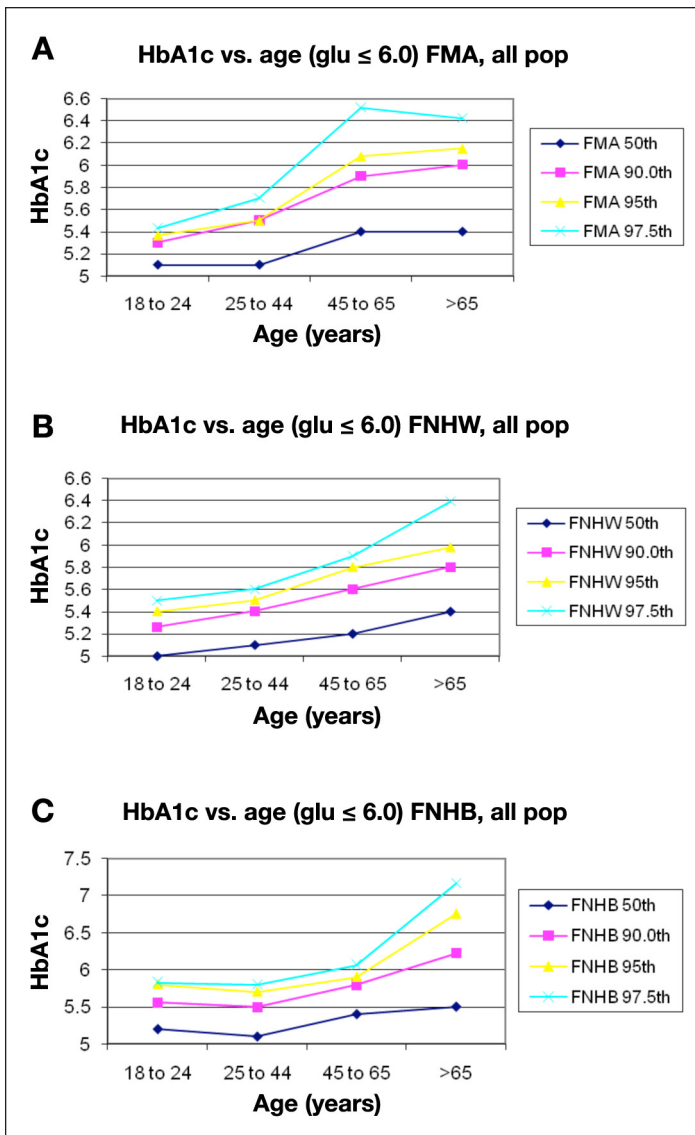 A
HbA1c vs. age (glu ≤ 6.0) FMA, all pop
6.6
6.4
6.2
6
5.8
5.6
5.4
5.2
5
HbA1c
18 to 24 25 to 44 45 to 65 >65
Age (years)
FMA 50th
FMA 90.0th
FMA 95th
FMA 97.5th
B
HbA1c vs. age (glu ≤ 6.0) FNHW, all pop
6.6
6.4
6.2
6
5.8
5.6
5.4
5.2
5
HbA1c
18 to 24 25 to 44 45 to 65 >65
Age (years)
FNHW 50th
FNHW 90.0th
FNHW 95th
FNHW 97.5th
C
HbA1c vs. age (glu ≤ 6.0) FNHB, all pop
7.5
7
6.5
6
5.5
5
HbA1c
18 to 24 25 to 44 45 to 65 >65
Age (years)
FNHB 50th
FNHB 90.0th
FNHB 95th
FNHB 97.5th